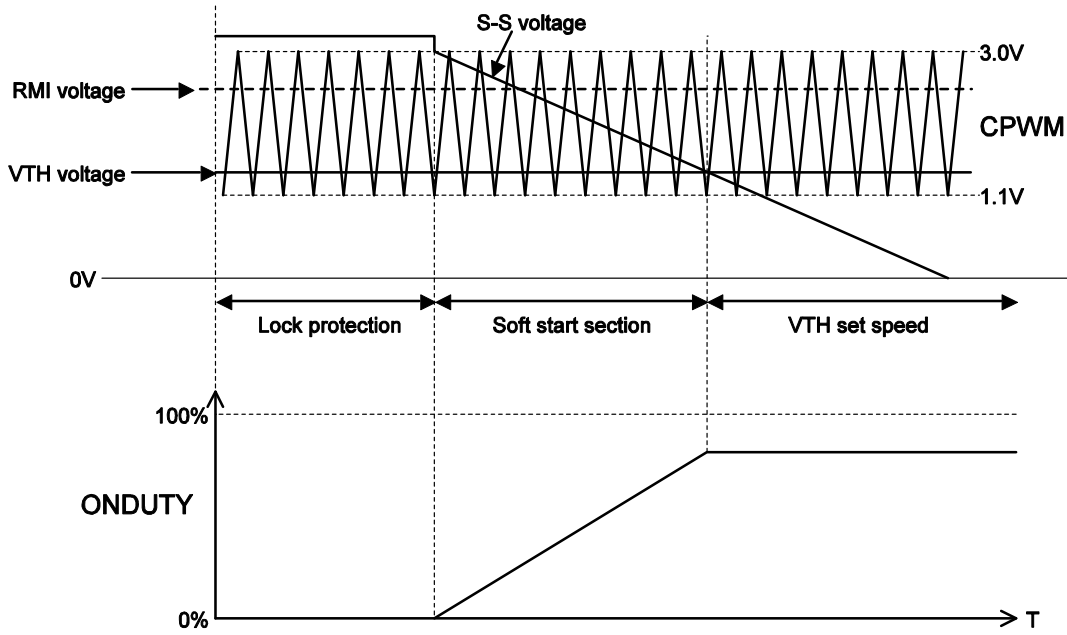 S-S voltage
3.0V
RMI voltage
CPWM
VTH voltage
1.1V
0V
Lock protection
Soft start section
VTH set speed
100%
ONDUTY
0%
T